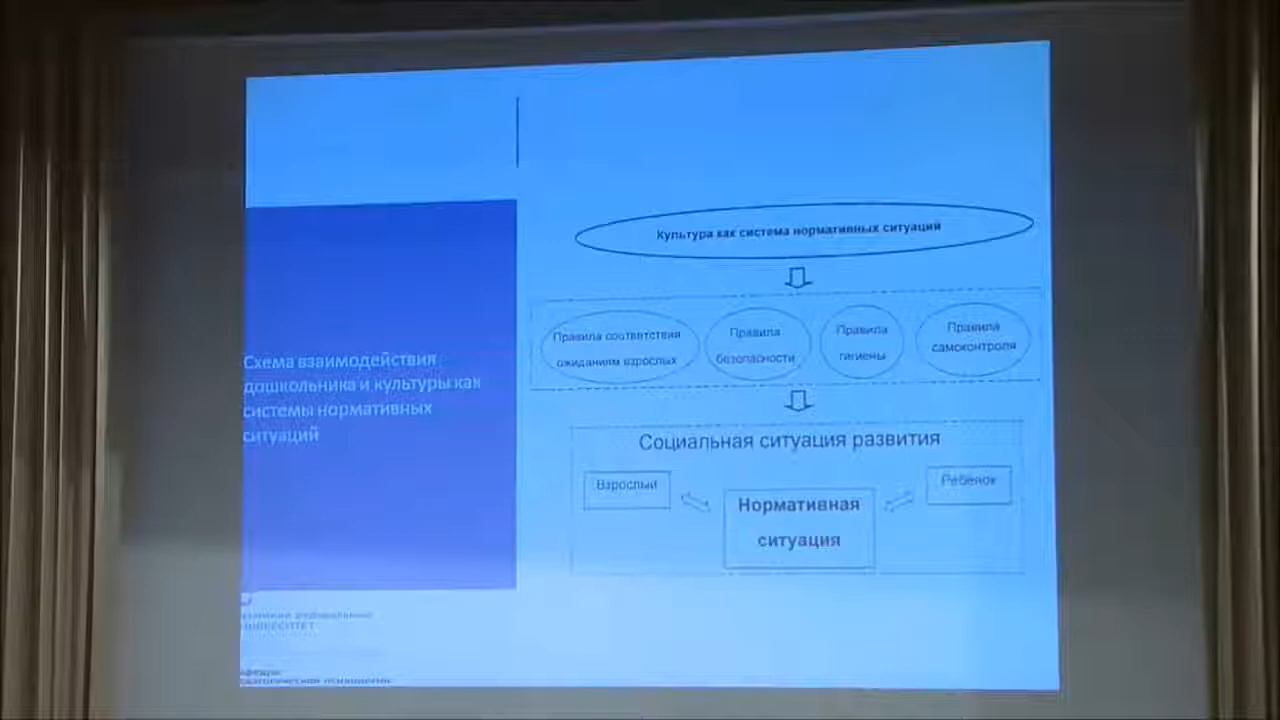 Схема взаимодействия
дошкольника и культуры как
системы нормативных
ситуаций
Культура как система нормативных ситуаций
Правила соответствия
ожиданиям взрослых
Правила
безопасности
Правила
гигиены
Правила
самоконтроля
Социальная ситуация развития
Взрослый
Ребенок
Нормативная
ситуация